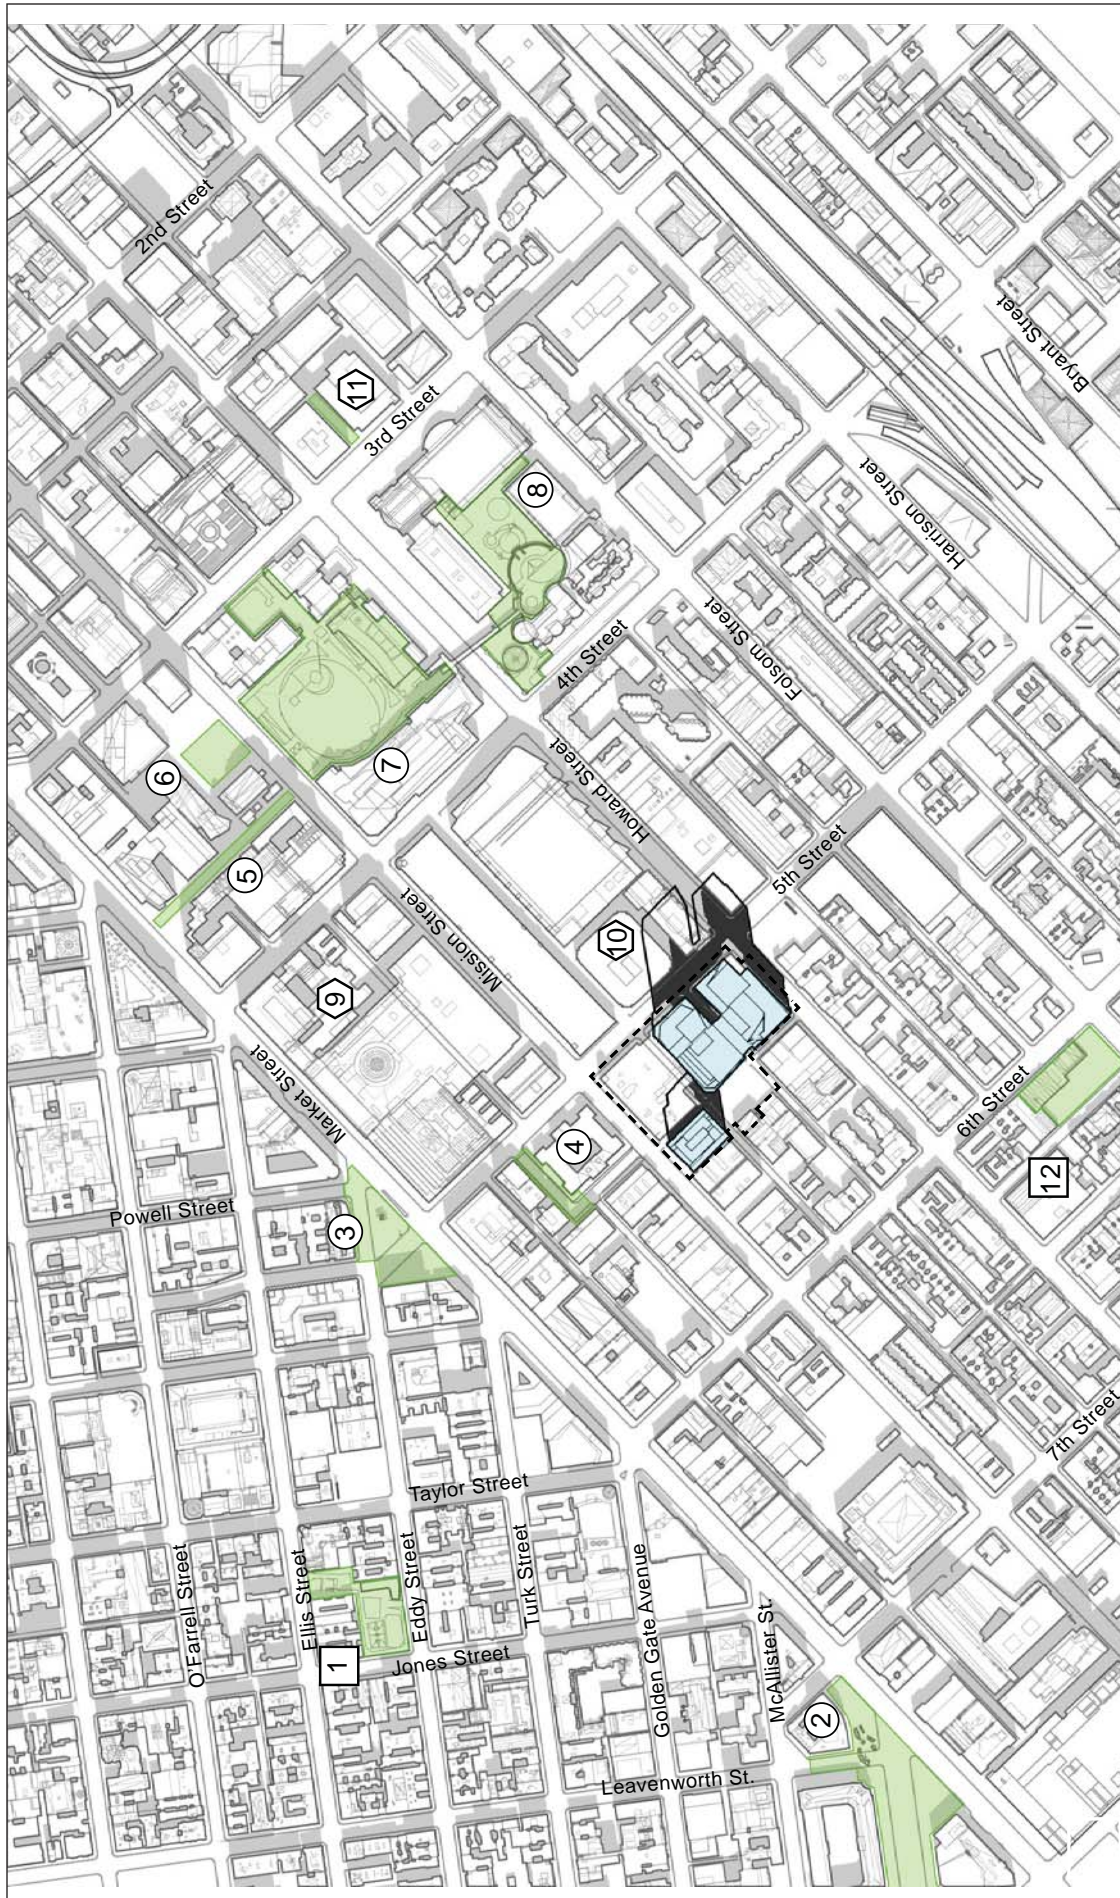 2nd Street
11
3rd Street
8
Bryant Street
Harrison Street
6
7
4th Street
Folsom Street
5
Howard Street
Mission Street
9
10
5th Street
Market Street
Powell Street
3
4
6th Street
12
Taylor Street
O'Farrell Street
Ellis Street
Eddy Street
Turk Street
Golden Gate Avenue
7th Street
1
Jones Street
McAllister St.
2
Leavenworth St.